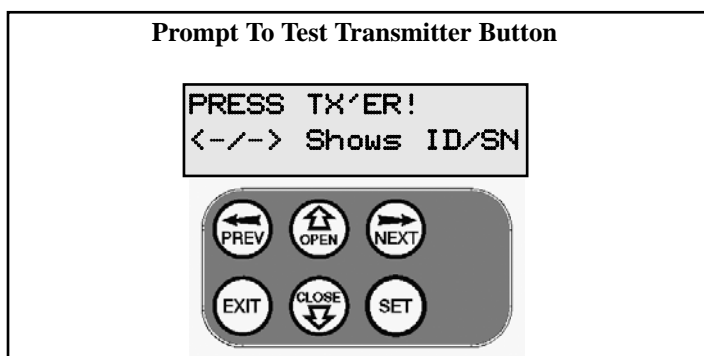 Prompt To Test Transmitter Button
PRESS TX'ER!
<-/-> Shows ID/SN
PREV
OPEN
NEXT
EXIT
CLOSE
SET